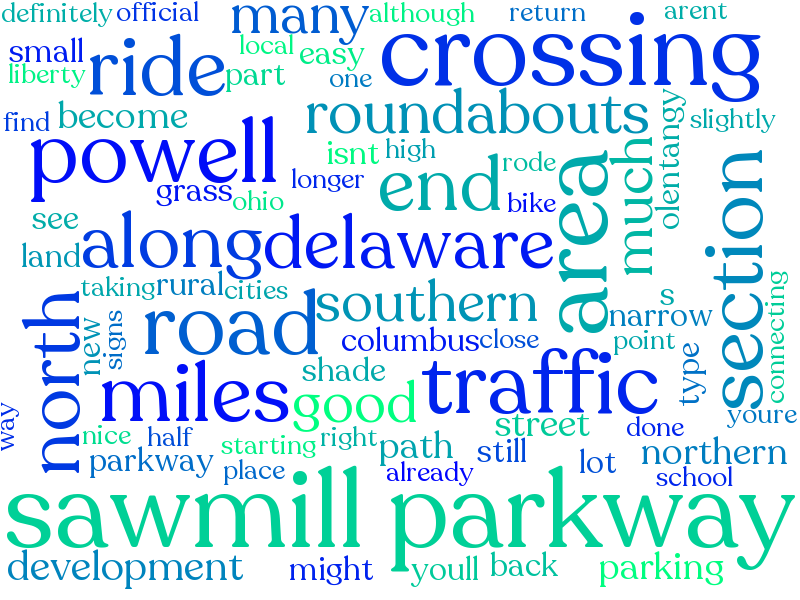 definitely official many although return arent
small ride local easy crossing
liberty part one
find become roundabouts slightly
powell isnt high olentangy
grass longer end rode area much section
see ohio bike
land along delaware
taking rural cities southern s narrow connecting
north new signs road columbus close point
shade type
way miles good traffic youre
nice half starting right path street done
parkway place already still lot northern
school
sawmill parkway
development might youll back parking